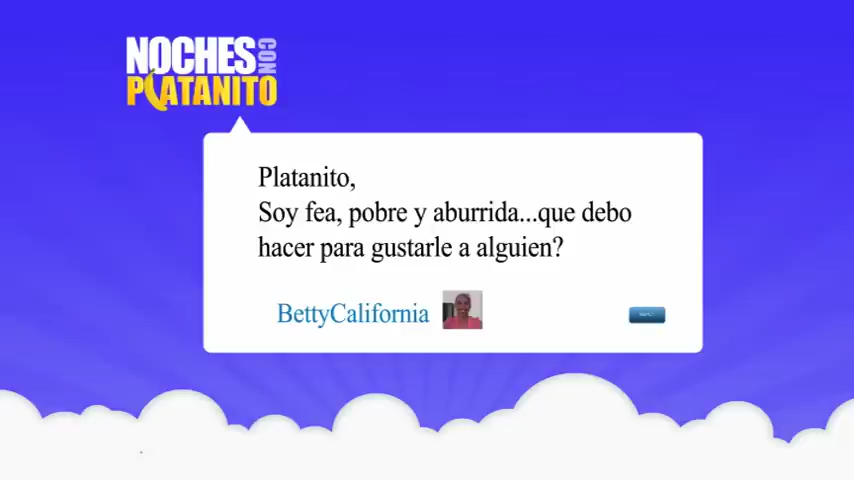 NOCHES CON
PLATANITO
Platanito,
Soy fea, pobre y aburrida...que debo
hacer para gustarle a alguien?
BettyCalifornia